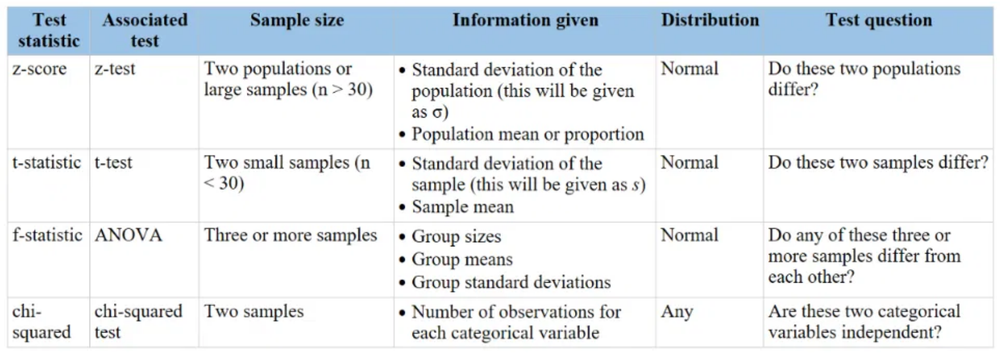 Test statistic
Associated test
Sample size
Information given
Distribution
Test question
z-score
z-test
Two populations or
large samples (n > 30)
• Standard deviation of the
population (this will be given
as σ)
• Population mean or proportion
Normal
Do these two populations
differ?
t-statistic
t-test
Two small samples (n
< 30)
• Standard deviation of the
sample (this will be given as s)
• Sample mean
Normal
Do these two samples differ?
f-statistic
ANOVA
Three or more samples
• Group sizes
• Group means
• Group standard deviations
Normal
Do any of these three or
more samples differ from
each other?
chi-
squared
chi-squared
test
Two samples
• Number of observations for
each categorical variable
Any
Are these two categorical
variables independent?